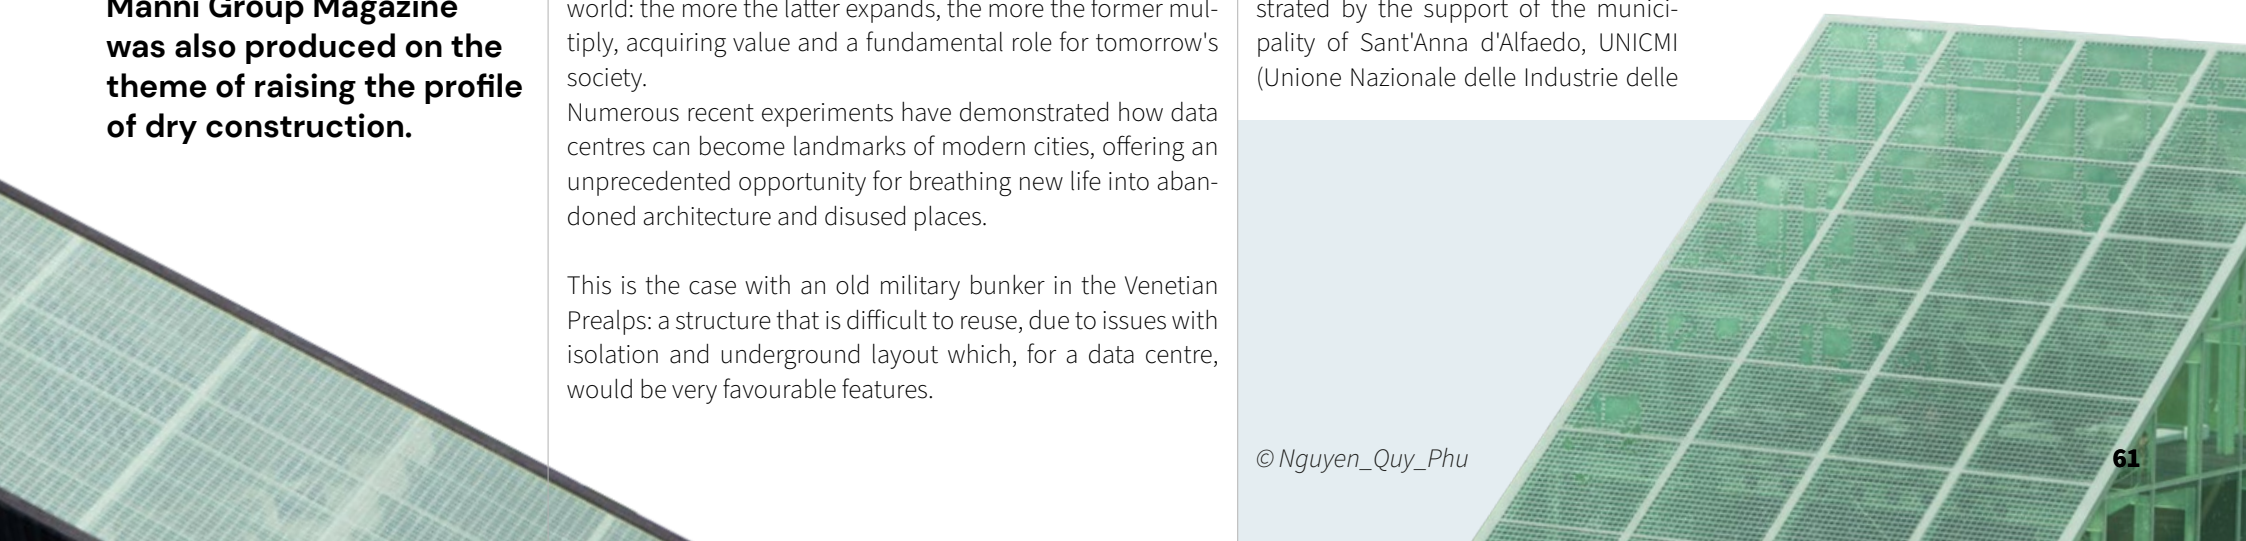 Manni Group Magazine
was also produced on the
theme of raising the profile
of dry construction.
world: the more the latter expands, the more the former mul-
tiply, acquiring value and a fundamental role for tomorrow's
society.
Numerous recent experiments have demonstrated how data
centres can become landmarks of modern cities, offering an
unprecedented opportunity for breathing new life into aban-
doned architecture and disused places.
This is the case with an old military bunker in the Venetian
Prealps: a structure that is difficult to reuse, due to issues with
isolation and underground layout which, for a data centre,
would be very favourable features.
strated by the support of the munici-
pality of Sant'Anna d'Alfaedo, UNICMI
(Unione Nazionale delle Industrie delle
© Nguyen_Quy_Phu
61